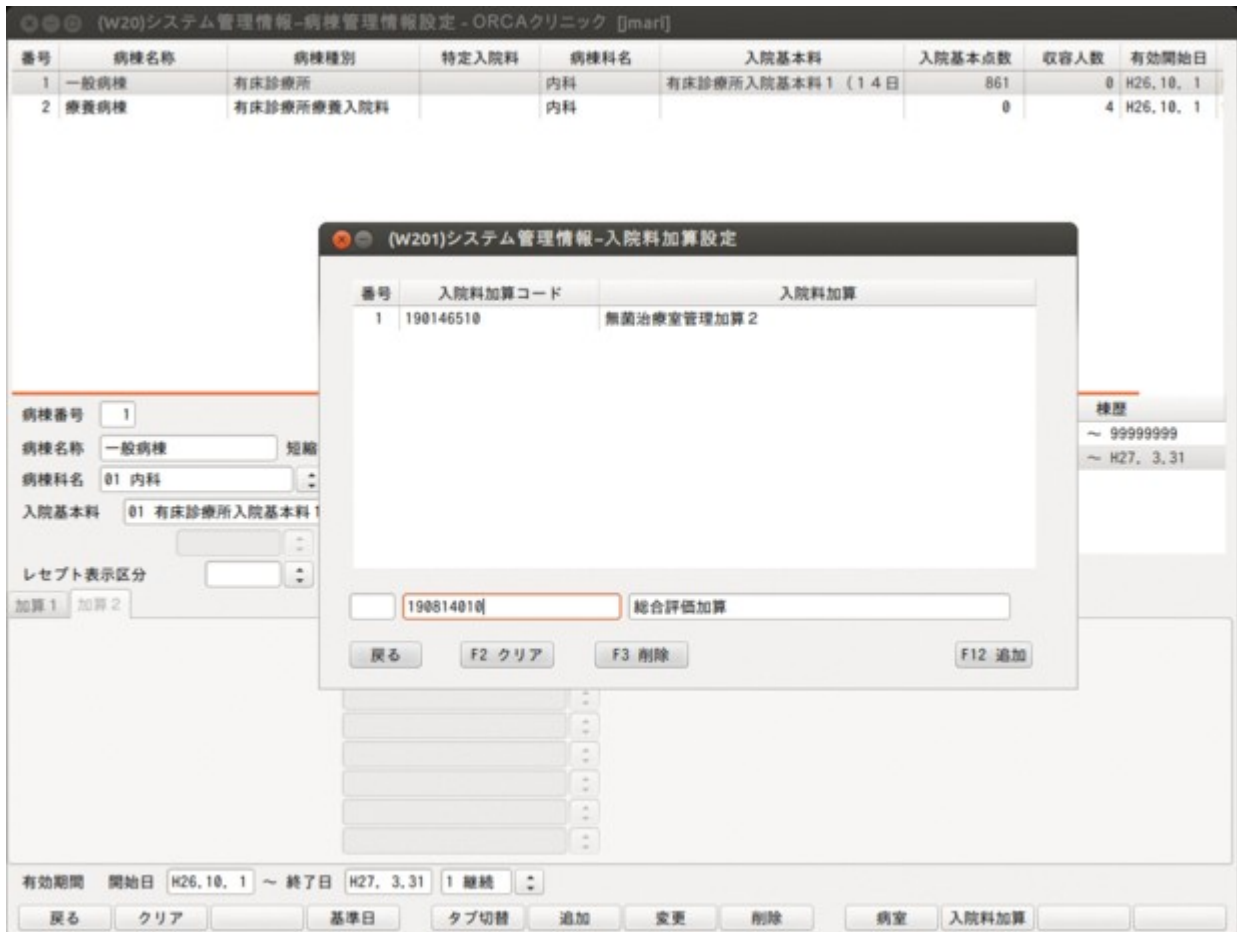 (W20)システム管理情報-病棟管理情報設定 - ORCAクリニック [jmari]
番号 病棟名称 病棟種別 特定入院料 病棟科名 入院基本料 入院基本点数 収容人数 有効開始日
1 一般病棟 有床診療所 内科 有床診療所入院基本料1（14日 861 0 H26.10. 1
2 療養病棟 有床診療所療養入院料 内科 0 4 H26.10. 1
(W201)システム管理情報-入院料加算設定
番号 入院料加算コード 入院料加算
1 190146510 無菌治療室管理加算2
病棟番号 1
棟歴
病棟名称 一般病棟 短縮
～ 99999999
病棟科名 01 内科
～ H27. 3.31
入院基本料 01 有床診療所入院基本料1
レセプト表示区分
加算1 加算2
190814010 総合評価加算
戻る F2 クリア F3 削除 F12 追加
有効期間 開始日 H26.10. 1 ～ 終了日 H27. 3.31 1 継続
戻る クリア 基準日 タブ切替 追加 変更 削除 病室 入院料加算